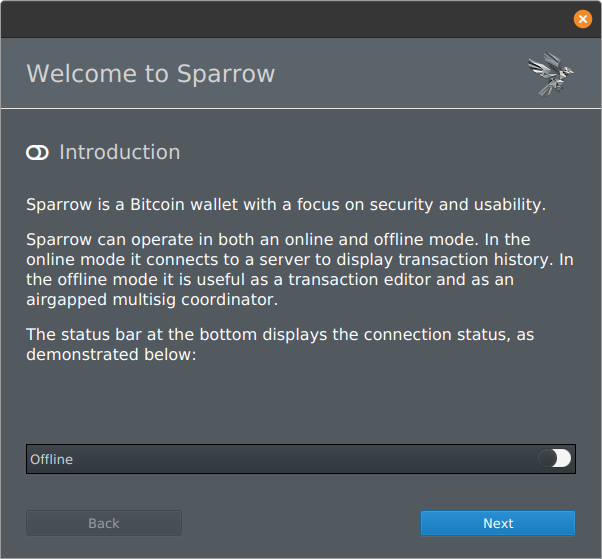 Welcome to Sparrow
Introduction
Sparrow is a Bitcoin wallet with a focus on security and usability.
Sparrow can operate in both an online and offline mode. In the
online mode it connects to a server to display transaction history. In
the offline mode it is useful as a transaction editor and as an
airgapped multisig coordinator.
The status bar at the bottom displays the connection status, as
demonstrated below:
Offline
Back
Next